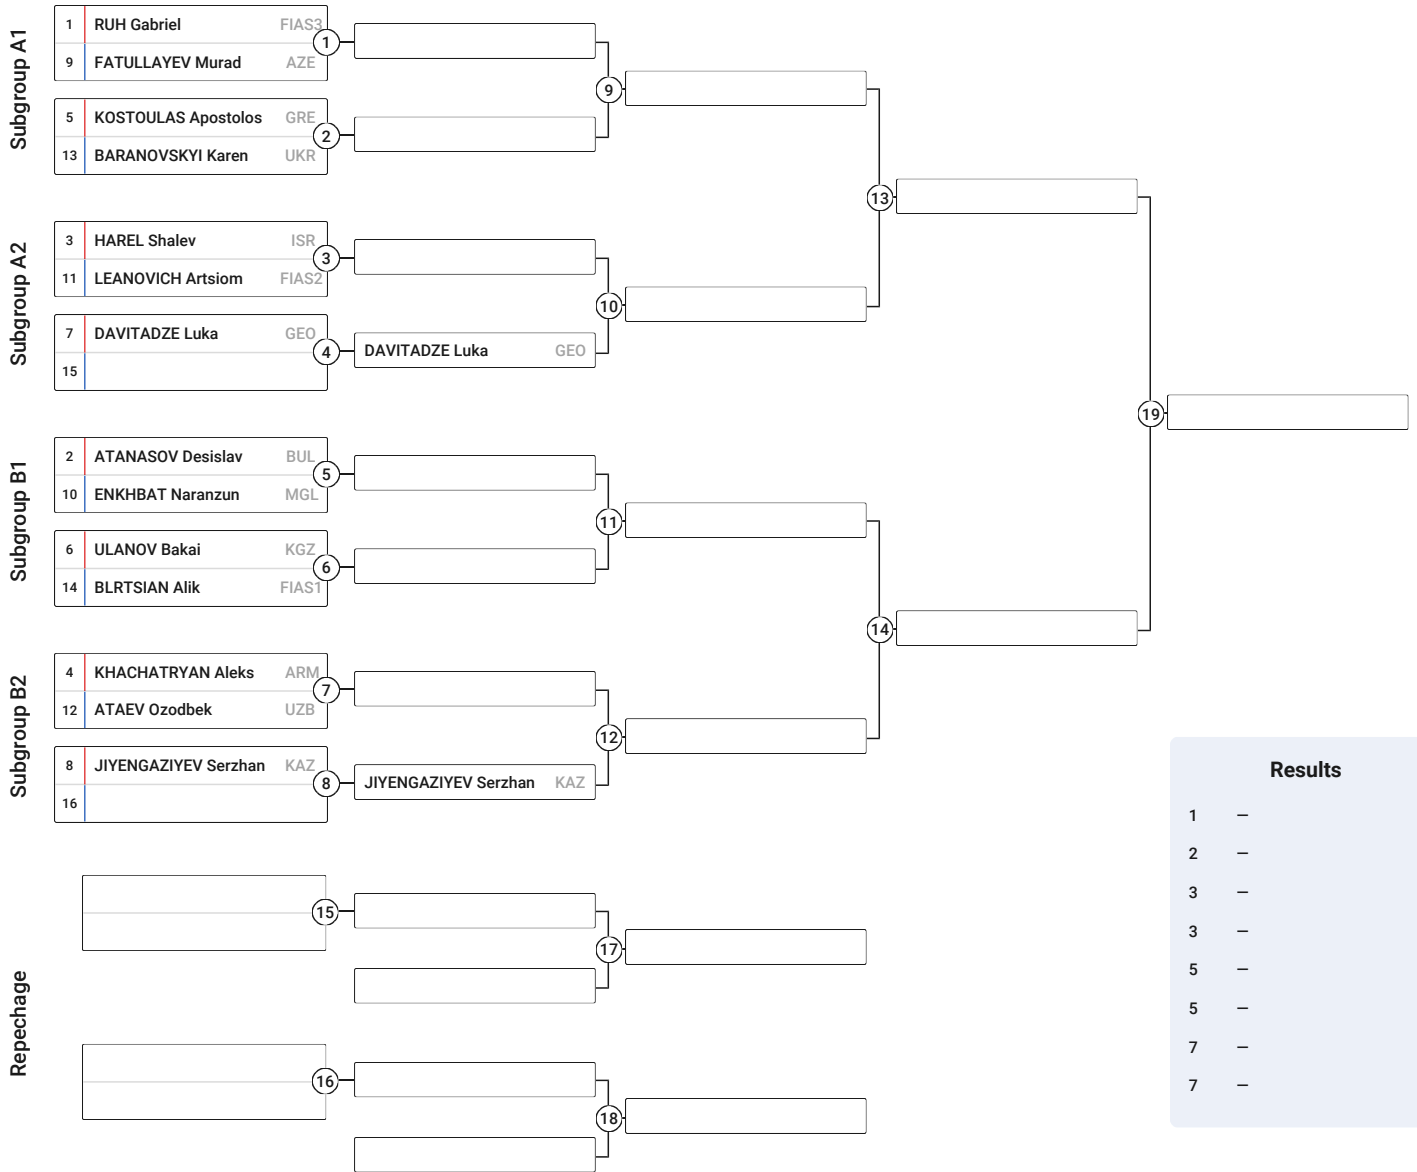 Subgroup A1
1 RUH Gabriel FIAS3
9 FATULLAYEV Murad AZE
1
5 KOSTOULAS Apostolos GRE
13 BARANOVSKYI Karen UKR
2
9
Subgroup A2
3 HAREL Shalev ISR
11 LEANOVICH Artsiom FIAS2
3
7 DAVITADZE Luka GEO
15
4
DAVITADZE Luka GEO
10
13
Subgroup B1
2 ATANASOV Desislav BUL
10 ENKHBAT Naranzun MGL
5
6 ULANOV Bakai KGZ
14 BLRTSIAN Alik FIAS1
6
11
Subgroup B2
4 KHACHATRYAN Aleks ARM
12 ATAEV Ozodbek UZB
7
8 JIYENGAZIYEV Serzhan KAZ
16
8
JIYENGAZIYEV Serzhan KAZ
12
14
19
Repechage
15
17
16
18
Results
1 –
2 –
3 –
3 –
5 –
5 –
7 –
7 –